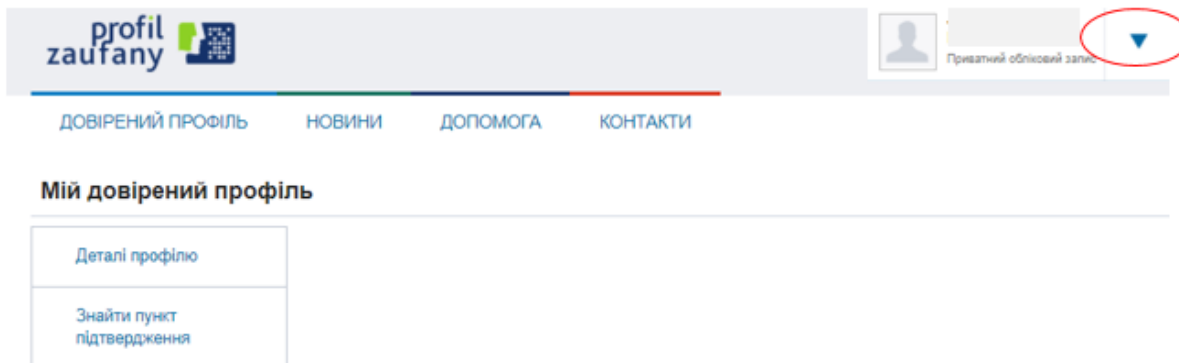 profil
zaufany
Приватний обліковий запис
ДОВІРЕНИЙ ПРОФІЛЬ НОВИНИ ДОПОМОГА КОНТАКТИ
Мій довірений профіль
Деталі профілю
Знайти пункт
підтвердження